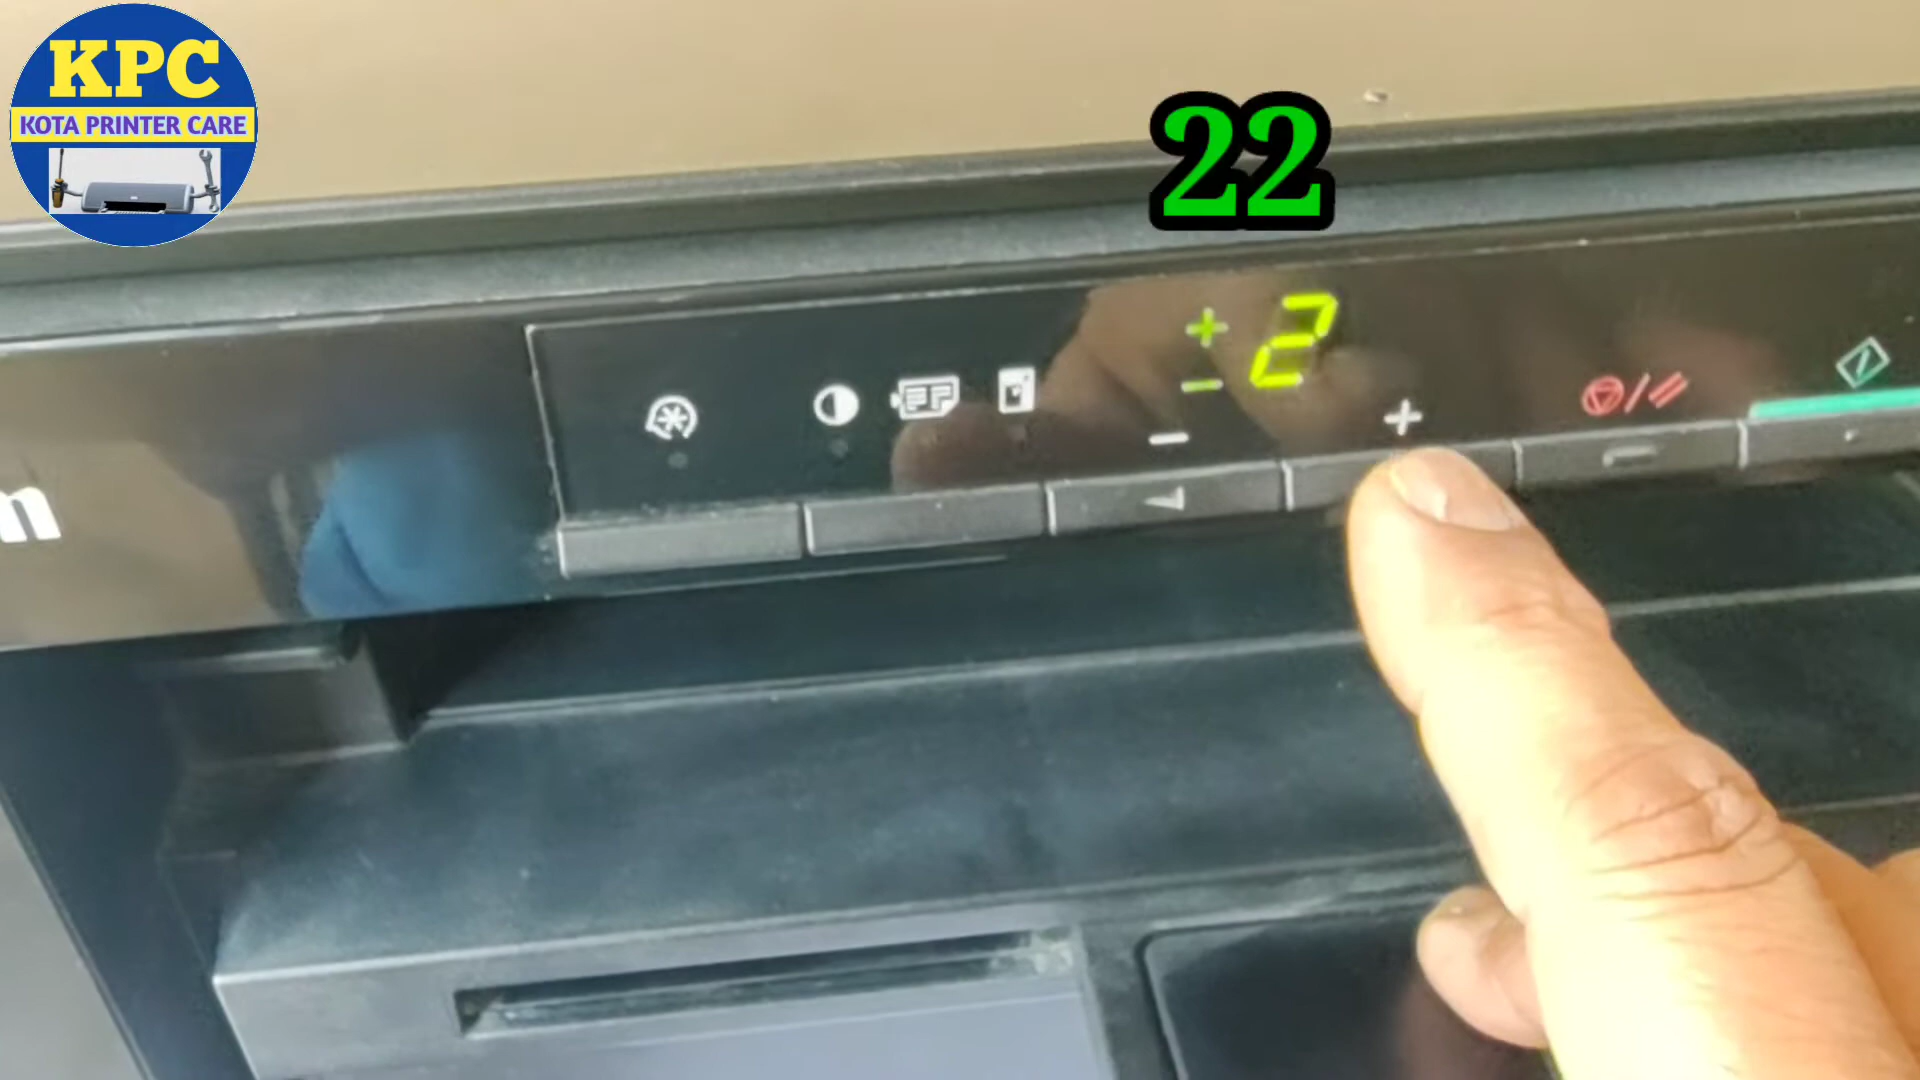 KPC
KOTA PRINTER CARE
22
+ 2
-
- +
n